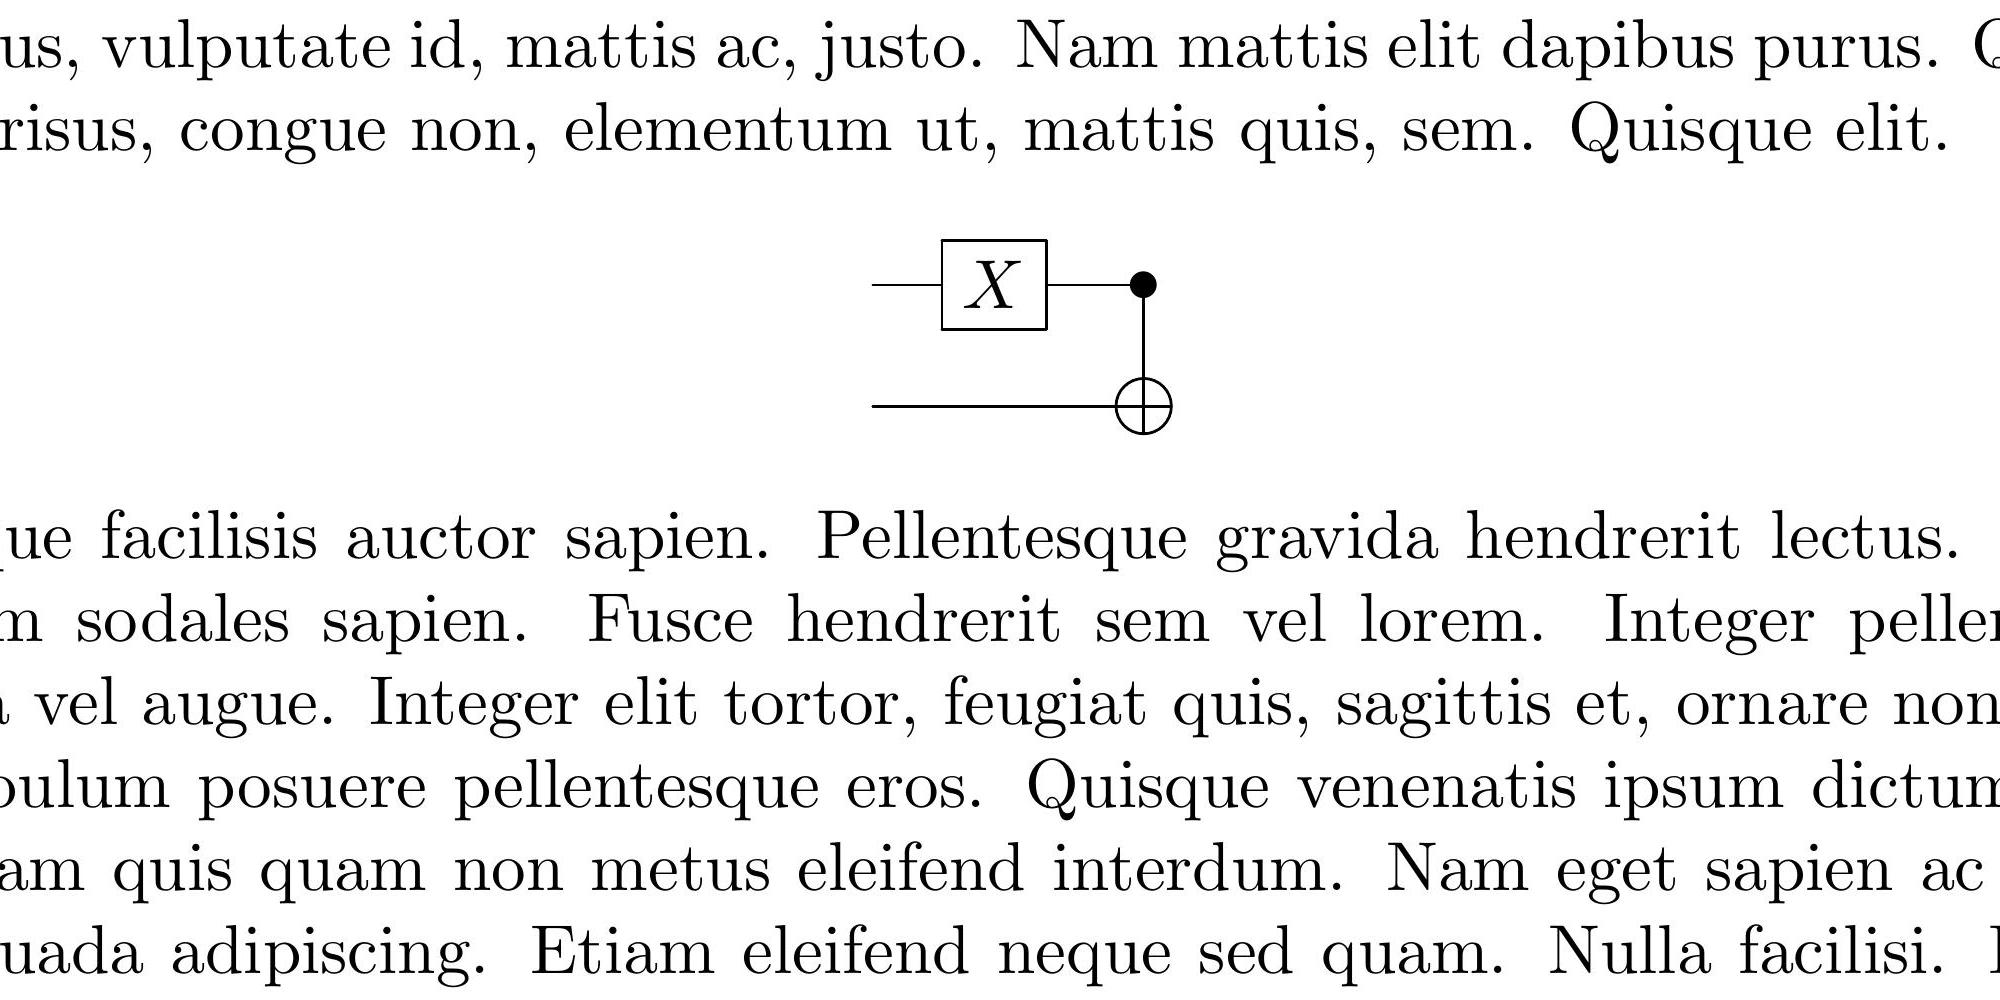 us, vulputate id, mattis ac, justo. Nam mattis elit dapibus purus. Q
risus, congue non, elementum ut, mattis quis, sem. Quisque elit.
X
ue facilisis auctor sapien. Pellentesque gravida hendrerit lectus.
m sodales sapien. Fusce hendrerit sem vel lorem. Integer peller
vel augue. Integer elit tortor, feugiat quis, sagittis et, ornare non
bulum posuere pellentesque eros. Quisque venenatis ipsum dictum
am quis quam non metus eleifend interdum. Nam eget sapien ac
uada adipiscing. Etiam eleifend neque sed quam. Nulla facilisi.